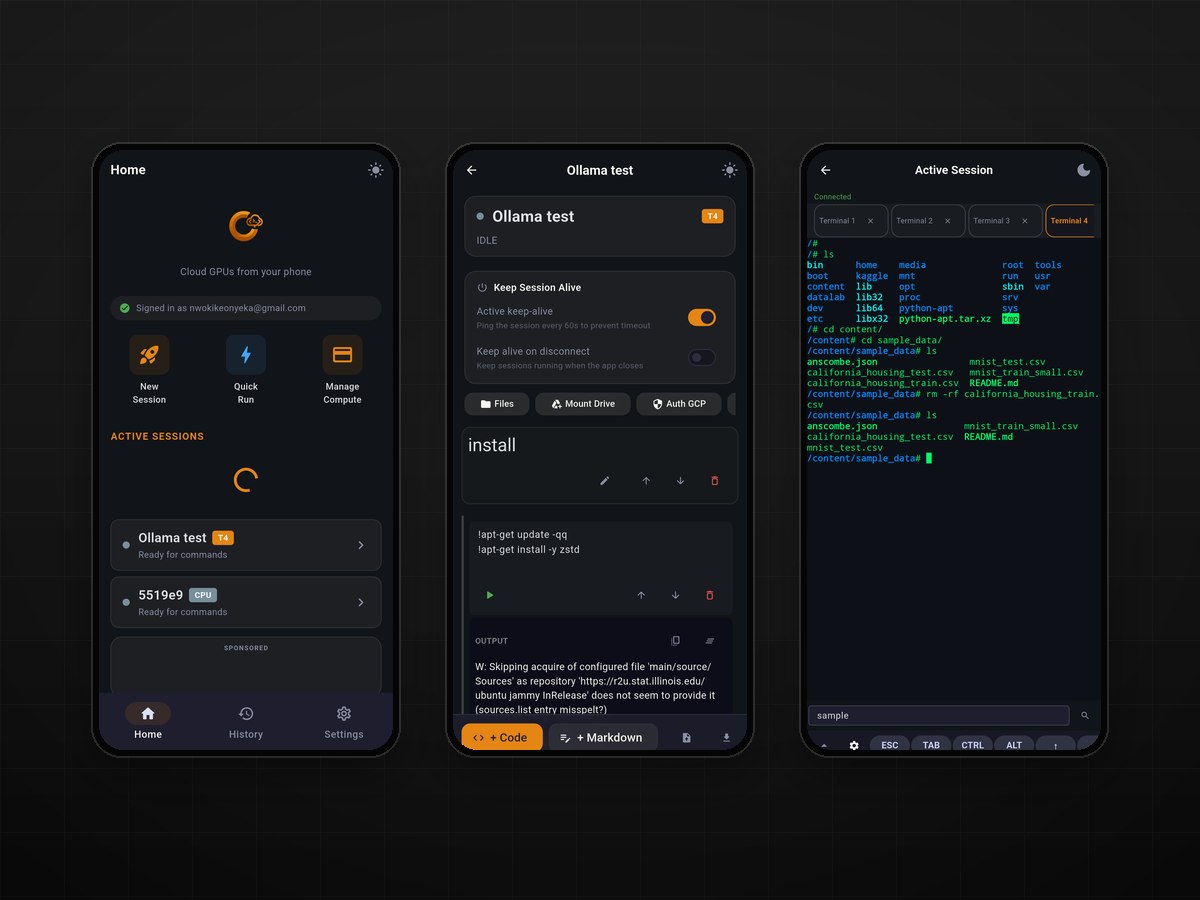 Home
Cloud GPUs from your phone
Signed in as nwokikeonyeka@gmail.com
New Session
Quick Run
Manage Compute
ACTIVE SESSIONS
Ollama test T4
Ready for commands
5519e9 CPU
Ready for commands
SPONSORED
Home History Settings
Ollama test
Ollama test T4
IDLE
Keep Session Alive
Active keep-alive
Ping the session every 60s to prevent timeout
Keep alive on disconnect
Keep sessions running when the app closes
Files Mount Drive Auth GCP
install
!apt-get update -qq
!apt-get install -y zstd
OUTPUT
W: Skipping acquire of configured file 'main/source/
Sources' as repository 'https://r2u.stat.illinois.edu/
ubuntu jammy InRelease' does not seem to provide it
(sources.list entry misspelt?)
+ Code + Markdown
Active Session
Connected
Terminal 1 × Terminal 2 × Terminal 3 × Terminal 4
/#
/# ls
bin home media root tools
boot kaggle mnt run usr
content lib opt sbin var
datalab lib32 proc srv
dev lib64 python-apt sys
etc libx32 python-apt.tar.xz tmp
/# cd content/
/content# cd sample_data/
/content/sample_data# ls
anscombe.json mnist_test.csv
california_housing_test.csv mnist_train_small.csv
california_housing_train.csv README.md
/content/sample_data# rm -rf california_housing_train.
csv
/content/sample_data# ls
anscombe.json mnist_train_small.csv
california_housing_test.csv README.md
mnist_test.csv
/content/sample_data#
sample
ESC TAB CTRL ALT ↑